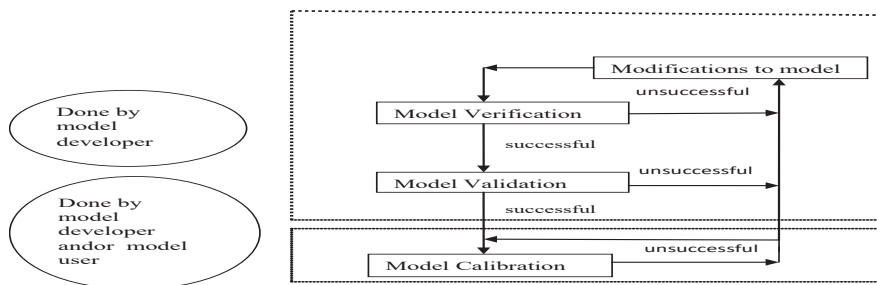 Modifications to model
unsuccessful
Done by
model
developer
Model Verification
successful
unsuccessful
Model Validation
successful
Done by
model
developer
andor model
user
unsuccessful
Model Calibration